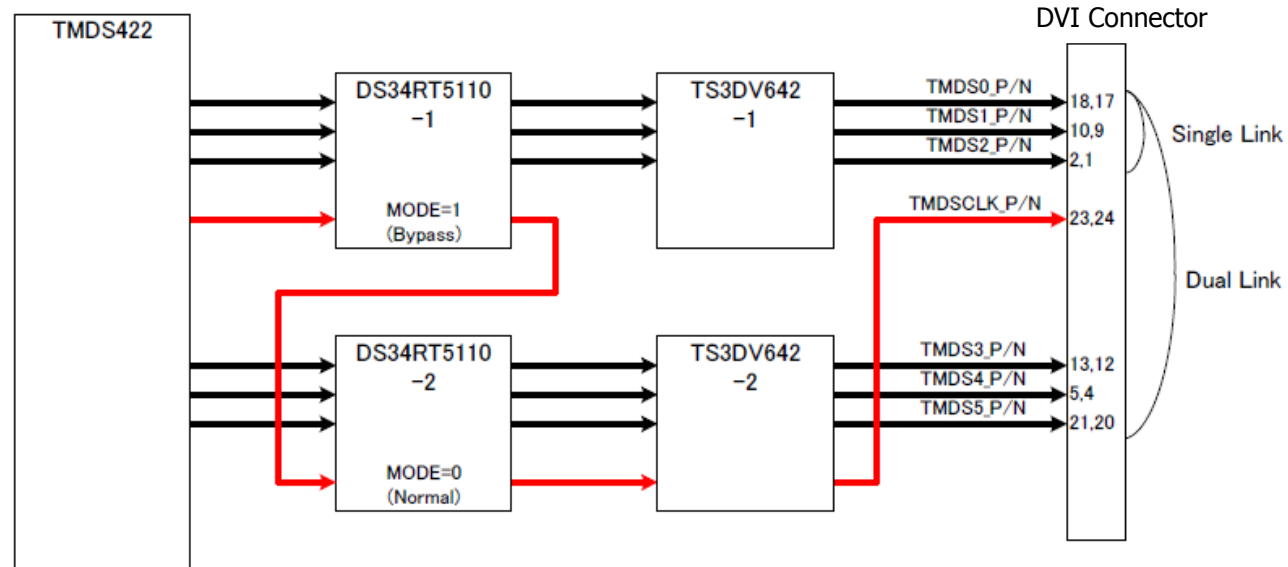 DVI Connector
TMDS422
DS34RT5110
-1
TS3DV642
-1
TMDS0_P/N
18,17
TMDS1_P/N
10,9
Single Link
TMDS2_P/N
2,1
MODE=1
(Bypass)
TMDSCLK_P/N
23,24
Dual Link
DS34RT5110
-2
TS3DV642
-2
TMDS3_P/N
13,12
TMDS4_P/N
5,4
TMDS5_P/N
21,20
MODE=0
(Normal)